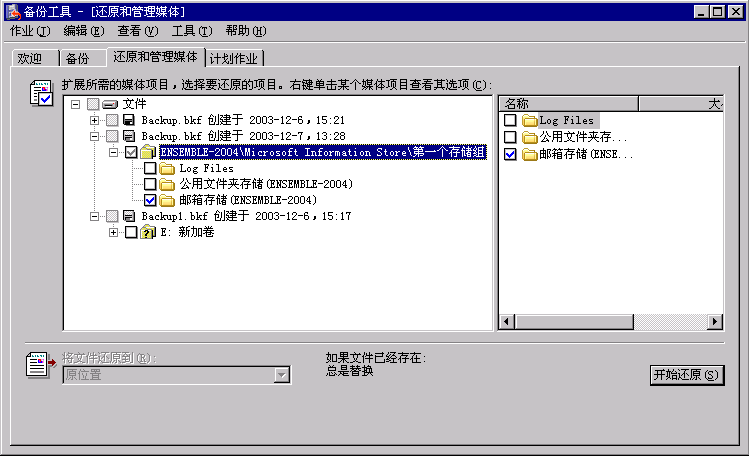 备份工具 - [还原和管理媒体]
作业(J) 编辑(E) 查看(V) 工具(T) 帮助(H)
欢迎 备份 还原和管理媒体 计划作业
扩展所需的媒体项目，选择要还原的项目。右键单击某个媒体项目查看其选项(C):
文件
Backup.bkf 创建于 2003-12-6，15:21
Backup.bkf 创建于 2003-12-7，13:28
ENSEMBLE-2004\Microsoft Information Store\第一个存储组
Log Files
公用文件夹存储(ENSEMBLE-2004)
邮箱存储(ENSEMBLE-2004)
Backup1.bkf 创建于 2003-12-6，15:17
E: 新加卷
名称 大
Log Files
公用文件夹存...
邮箱存储(ENSE...
将文件还原到(R):
原位置
如果文件已经存在:
总是替换
开始还原(S)